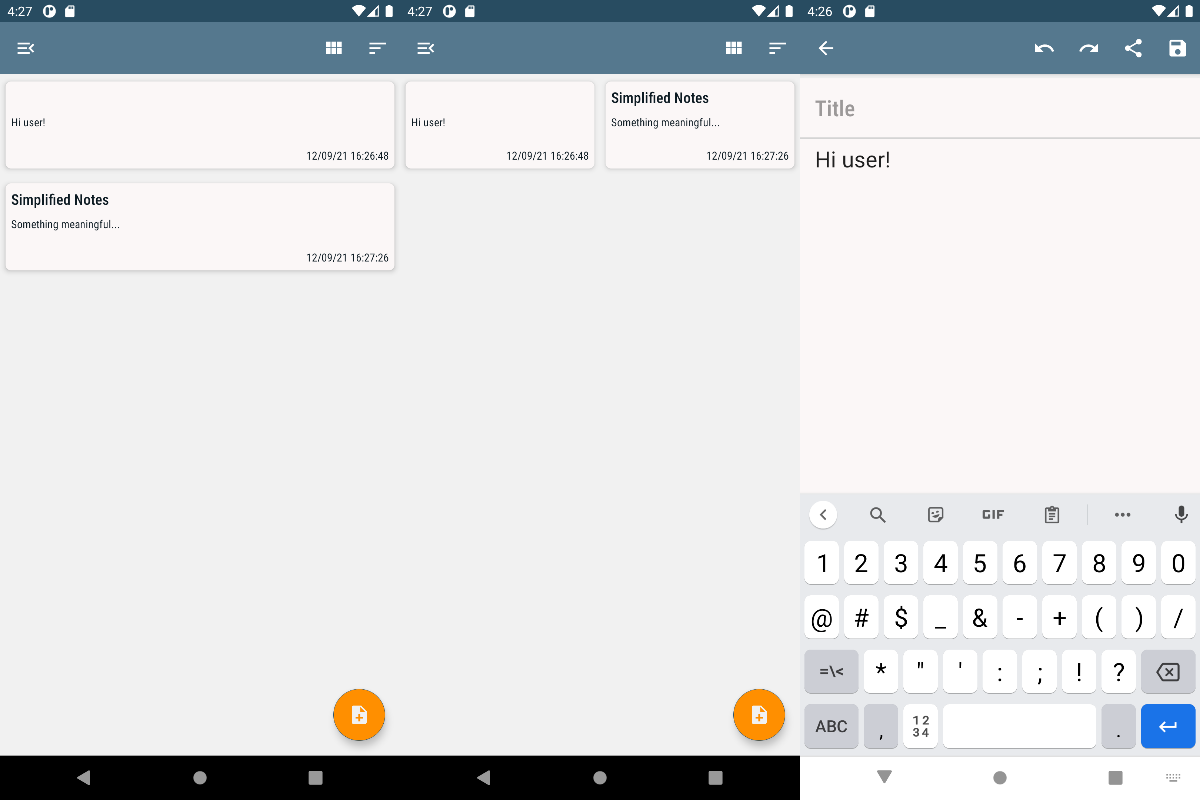 4:27
Hi user!
12/09/21 16:26:48
Simplified Notes
Something meaningful...
12/09/21 16:27:26
4:27
Hi user!
12/09/21 16:26:48
Simplified Notes
Something meaningful...
12/09/21 16:27:26
4:26
Title
Hi user!
GIF
1 2 3 4 5 6 7 8 9 0
@ # $ _ & - + ( ) /
=\< * " ' : ; ! ?
ABC , 12 34 .